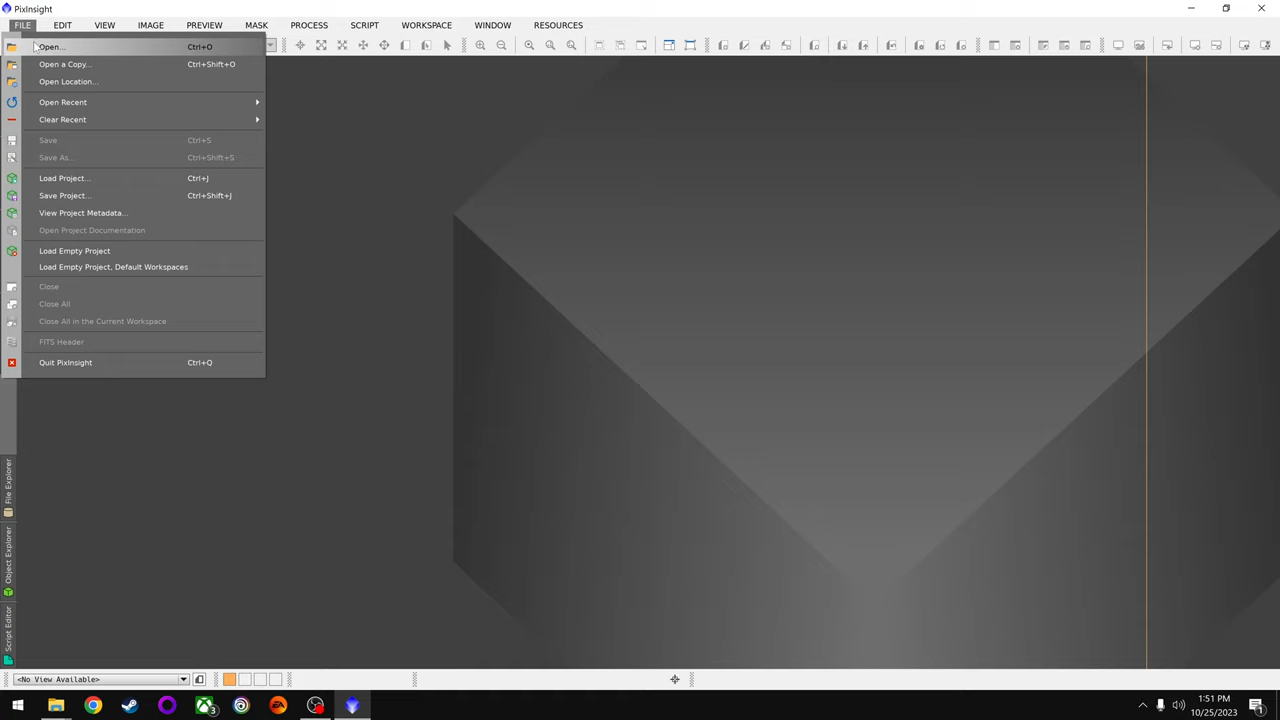 PixInsight
FILE EDIT VIEW IMAGE PREVIEW MASK PROCESS SCRIPT WORKSPACE WINDOW RESOURCES
Open... Ctrl+O
Open a Copy... Ctrl+Shift+O
Open Location...
Open Recent
Clear Recent
Save Ctrl+S
Save As... Ctrl+Shift+S
Load Project... Ctrl+J
Save Project... Ctrl+Shift+J
View Project Metadata...
Open Project Documentation
Load Empty Project
Load Empty Project, Default Workspaces
Close
Close All
Close All in the Current Workspace
FITS Header
Quit PixInsight Ctrl+Q
File Explorer
Object Explorer
Script Editor
<No View Available>
3
1:51 PM
10/25/2023
1